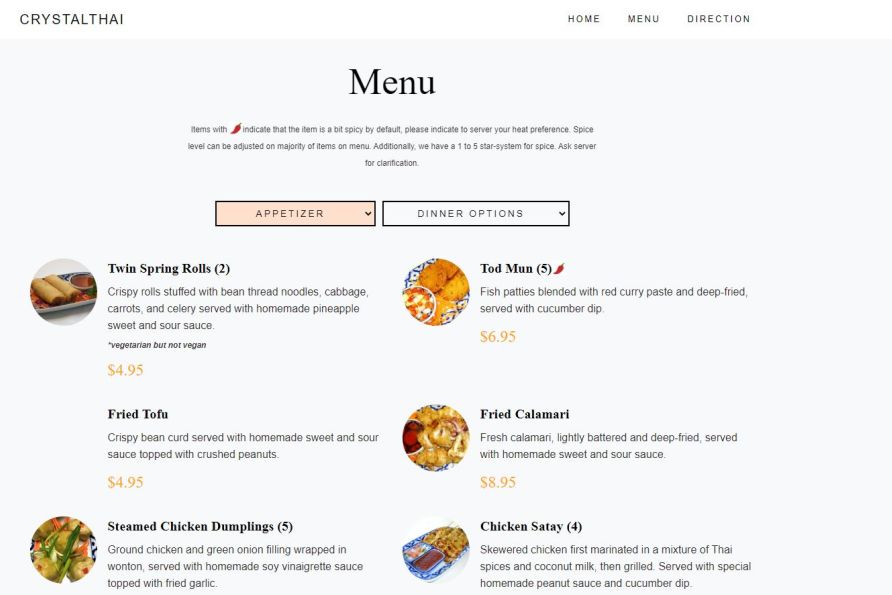 CRYSTALTHAI
HOME MENU DIRECTION
Menu
Items with indicate that the item is a bit spicy by default, please indicate to server your heat preference. Spice
level can be adjusted on majority of items on menu. Additionally, we have a 1 to 5 star-system for spice. Ask server
for clarification.
APPETIZER
DINNER OPTIONS
Twin Spring Rolls (2)
Crispy rolls stuffed with bean thread noodles, cabbage,
carrots, and celery served with homemade pineapple
sweet and sour sauce.
*vegetarian but not vegan
$4.95
Tod Mun (5)
Fish patties blended with red curry paste and deep-fried,
served with cucumber dip.
$6.95
Fried Tofu
Crispy bean curd served with homemade sweet and sour
sauce topped with crushed peanuts.
$4.95
Fried Calamari
Fresh calamari, lightly battered and deep-fried, served
with homemade sweet and sour sauce.
$8.95
Steamed Chicken Dumplings (5)
Ground chicken and green onion filling wrapped in
wonton, served with homemade soy vinaigrette sauce
topped with fried garlic.
Chicken Satay (4)
Skewered chicken first marinated in a mixture of Thai
spices and coconut milk, then grilled. Served with special
homemade peanut sauce and cucumber dip.